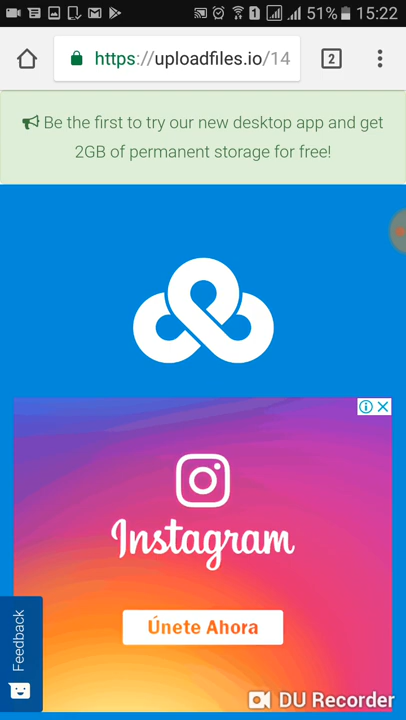 51% 15:22
https://uploadfiles.io/14
2
Be the first to try our new desktop app and get
2GB of permanent storage for free!
Instagram
Únete Ahora
Feedback
DU Recorder